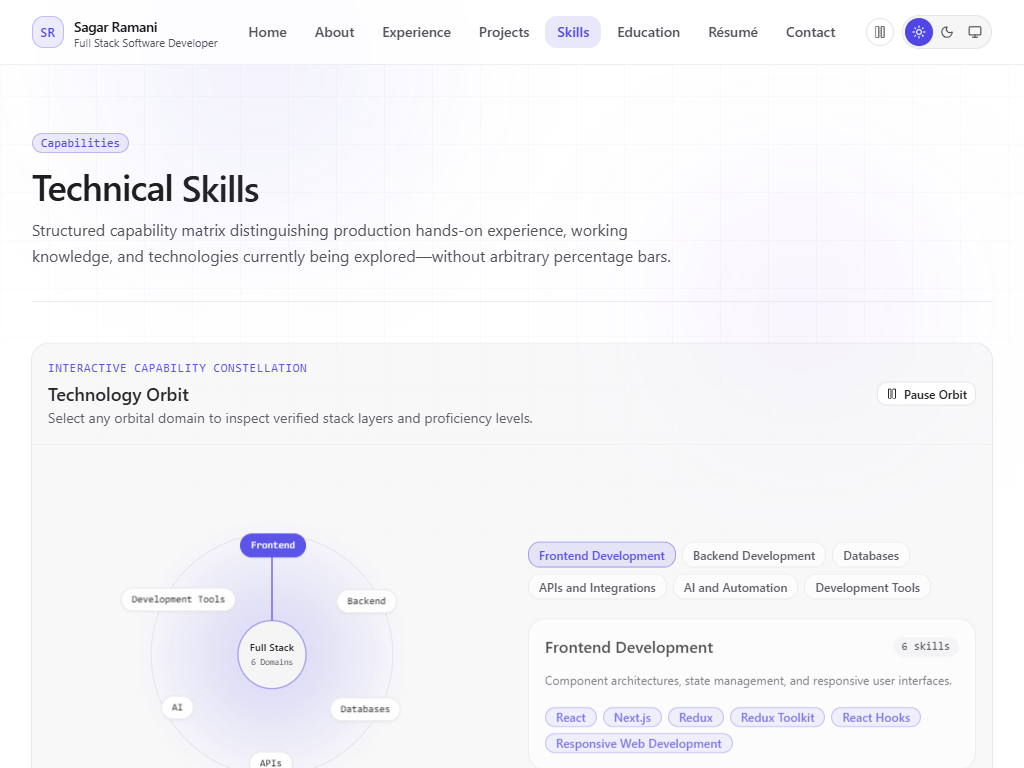 SR
Sagar Ramani
Full Stack Software Developer
Home
About
Experience
Projects
Skills
Education
Résumé
Contact
Capabilities
Technical Skills
Structured capability matrix distinguishing production hands-on experience, working
knowledge, and technologies currently being explored—without arbitrary percentage bars.
INTERACTIVE CAPABILITY CONSTELLATION
Technology Orbit
Select any orbital domain to inspect verified stack layers and proficiency levels.
Pause Orbit
Frontend
Development Tools
Backend
Full Stack
6 Domains
AI
Databases
APIs
Frontend Development
Backend Development
Databases
APIs and Integrations
AI and Automation
Development Tools
Frontend Development
6 skills
Component architectures, state management, and responsive user interfaces.
React
Next.js
Redux
Redux Toolkit
React Hooks
Responsive Web Development